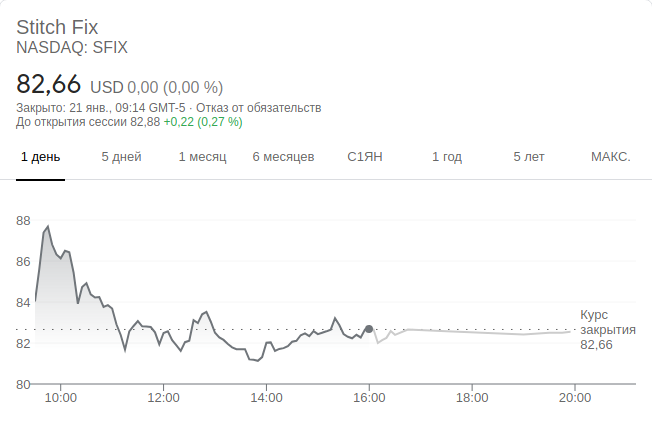 Stitch Fix
NASDAQ: SFIX
82,66 USD 0,00 (0,00 %)
Закрыто: 21 янв., 09:14 GMT-5 · Отказ от обязательств
До открытия сессии 82,88 +0,22 (0,27 %)
1 день 5 дней 1 месяц 6 месяцев С1ЯН 1 год 5 лет МАКС.
88
86
84
82
80
Курс
закрытия
82,66
10:00 12:00 14:00 16:00 18:00 20:00